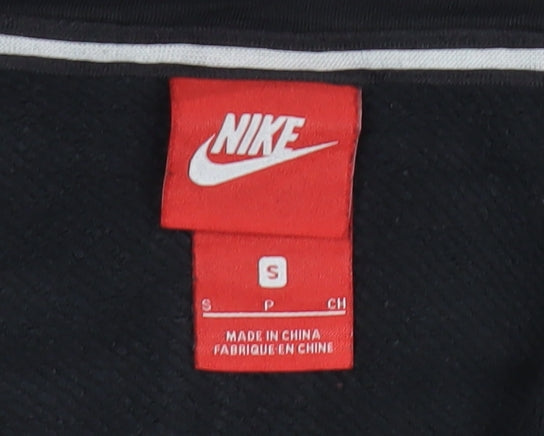 NIKE
S
S P CH
MADE IN CHINA
FABRIQUE EN CHINE